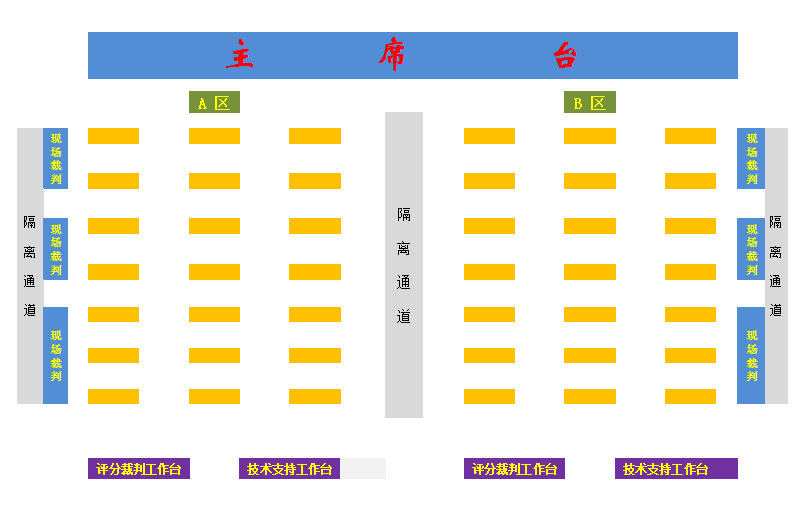 主席台
A 区
B 区
现场裁判
现场裁判
现场裁判
隔离通道
隔离通道
现场裁判
现场裁判
现场裁判
隔离通道
评分裁判工作台
技术支持工作台
评分裁判工作台
技术支持工作台